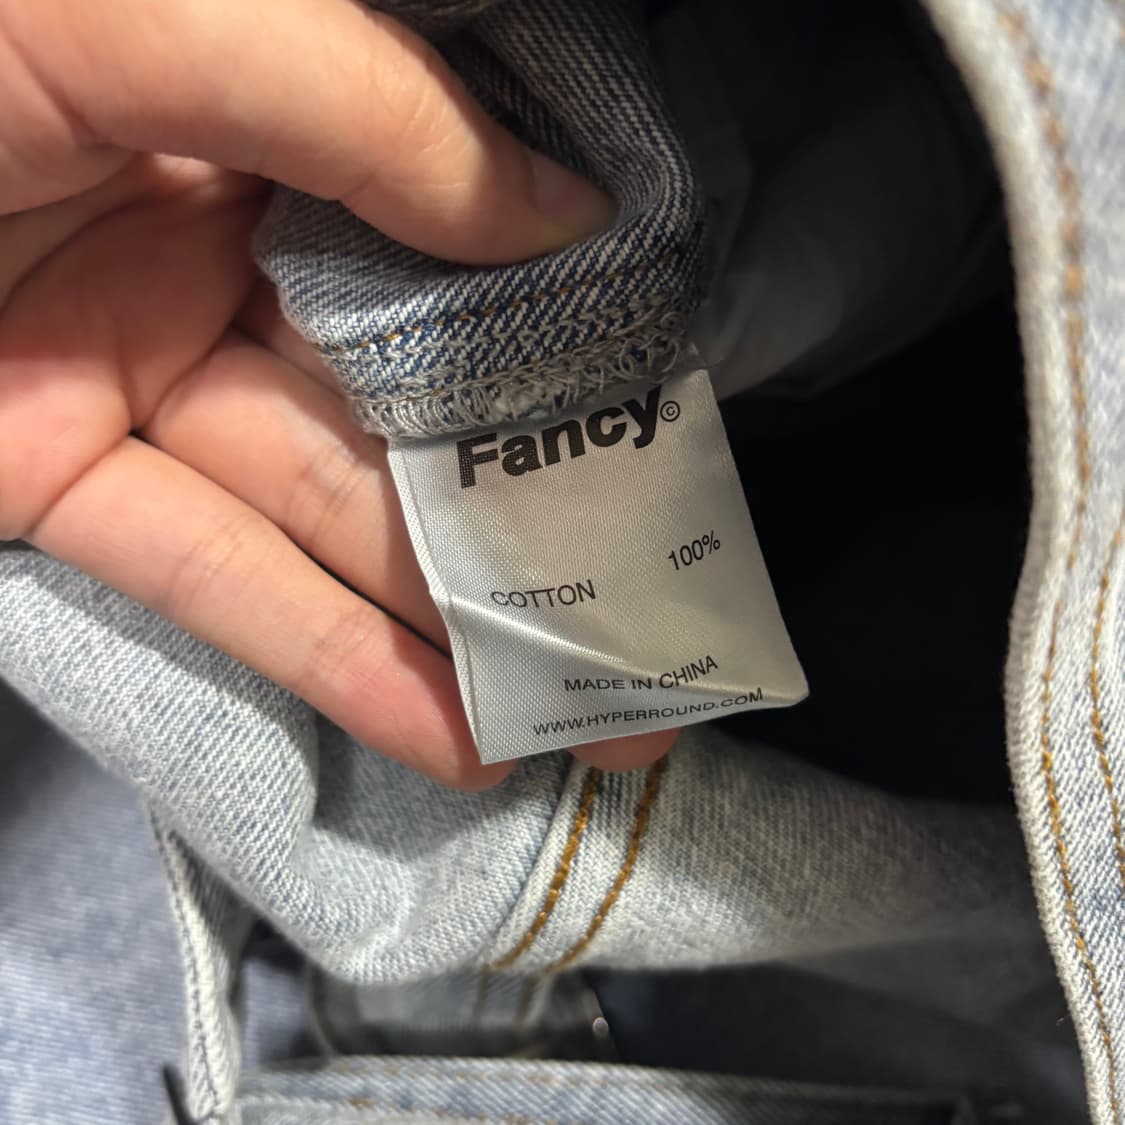 Fancy©
100%
COTTON
MADE IN CHINA
WWW.HYPERROUND.COM